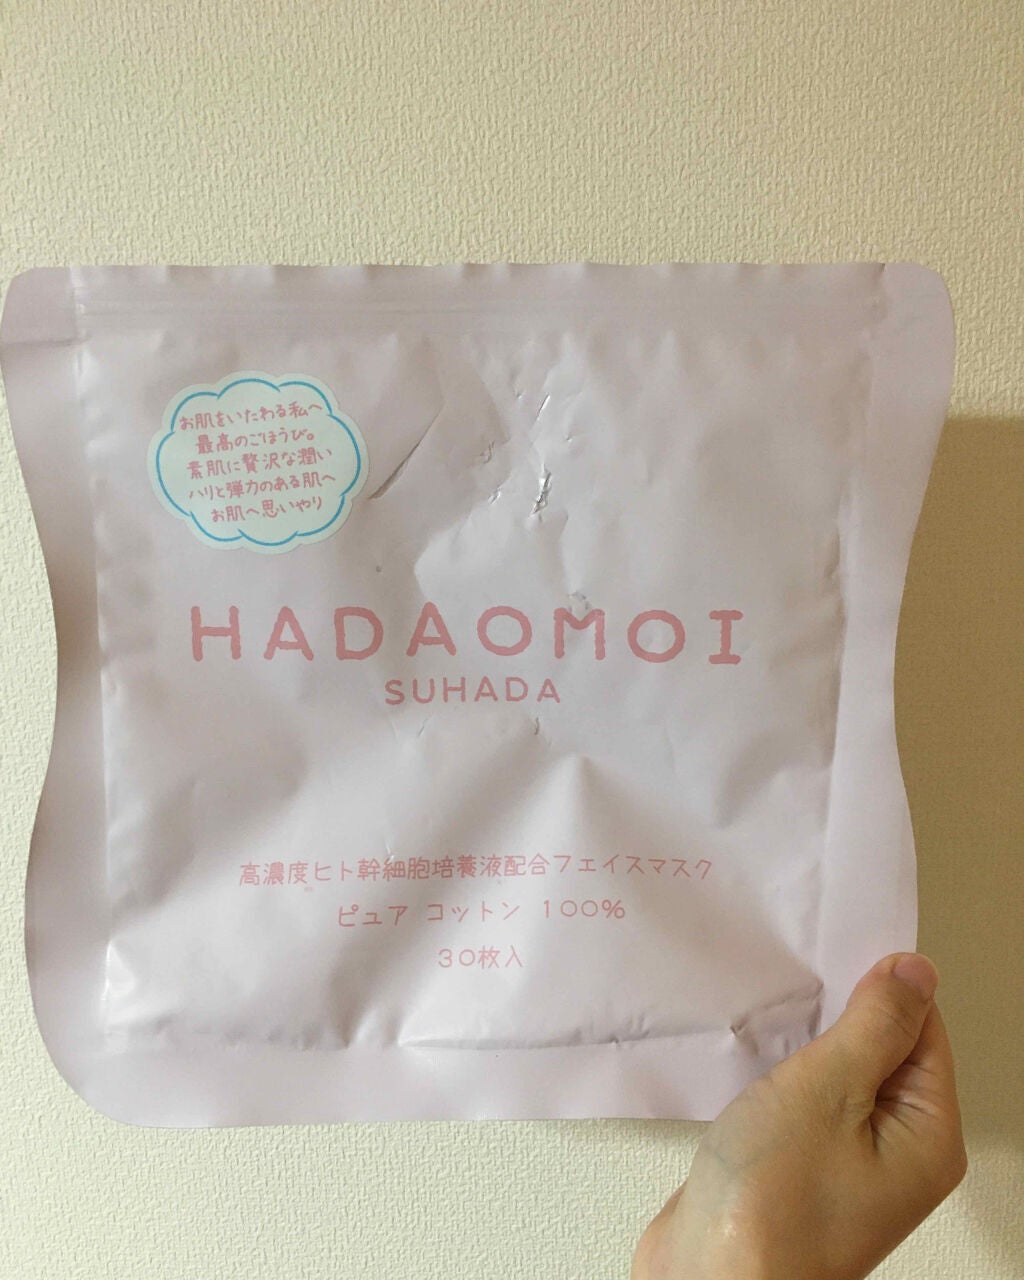 お肌をいたわる私へ
最高のごほうび。
素肌に贅沢な潤い
ハリと弾力のある肌へ
お肌へ思いやり
HADAOMOI
SUHADA
高濃度ヒト幹細胞培養液配合フェイスマスク
ピュア コットン 100%
30枚入